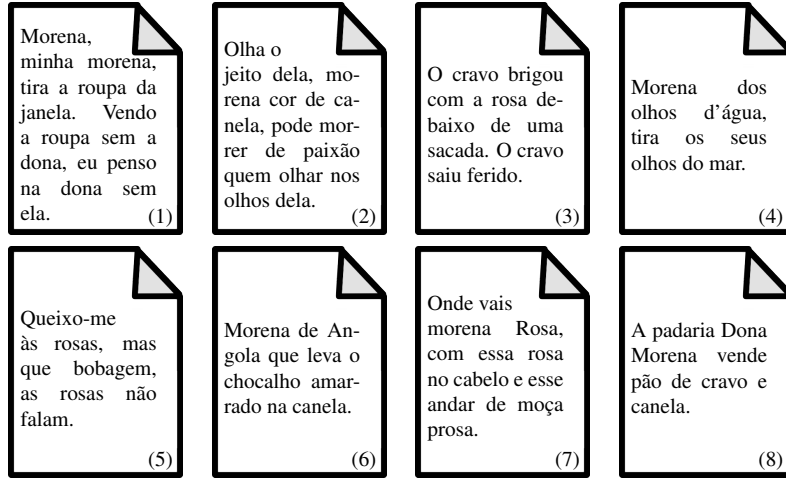 Morena,
minha morena,
tira a roupa da
janela. Vendo
a roupa sem a
dona, eu penso
na dona sem
ela.
(1)
Olha o
jeito dela, mo-
rena cor de ca-
nela, pode mor-
rer de paixão
quem olhar nos
olhos dela.
(2)
O cravo brigou
com a rosa de-
baixo de uma
sacada. O cravo
saiu ferido.
(3)
Morena dos
olhos d'água,
tira os seus
olhos do mar.
(4)
Queixo-me
às rosas, mas
que bobagem,
as rosas não
falam.
(5)
Morena de An-
gola que leva o
chocalho amar-
rado na canela.
(6)
Onde vais
morena Rosa,
com essa rosa
no cabelo e esse
andar de moça
prosa.
(7)
A padaria Dona
Morena vende
pão de cravo e
canela.
(8)